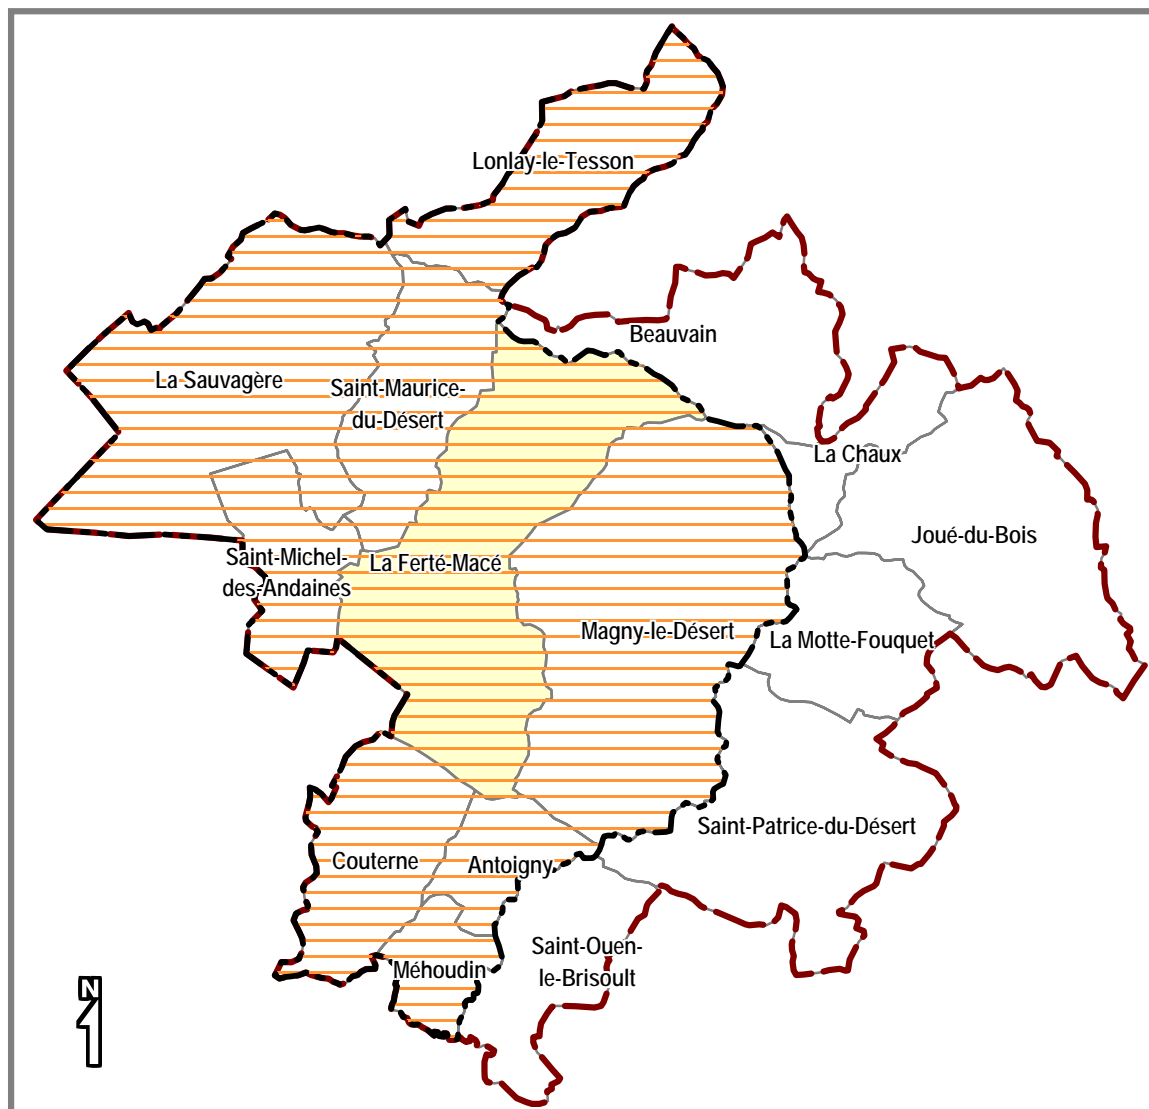 Lonlay-le-Tesson
Beauvain
La Sauvagère
Saint-Maurice-
du-Désert
La Chaux
Joué-du-Bois
Saint-Michel-
des-Andaines
La Ferté-Macé
Magny-le-Désert
La Motte-Fouquet
Saint-Patrice-du-Désert
Couterne
Antoigny
Saint-Ouen-
le-Brisoult
Méhoudin
N